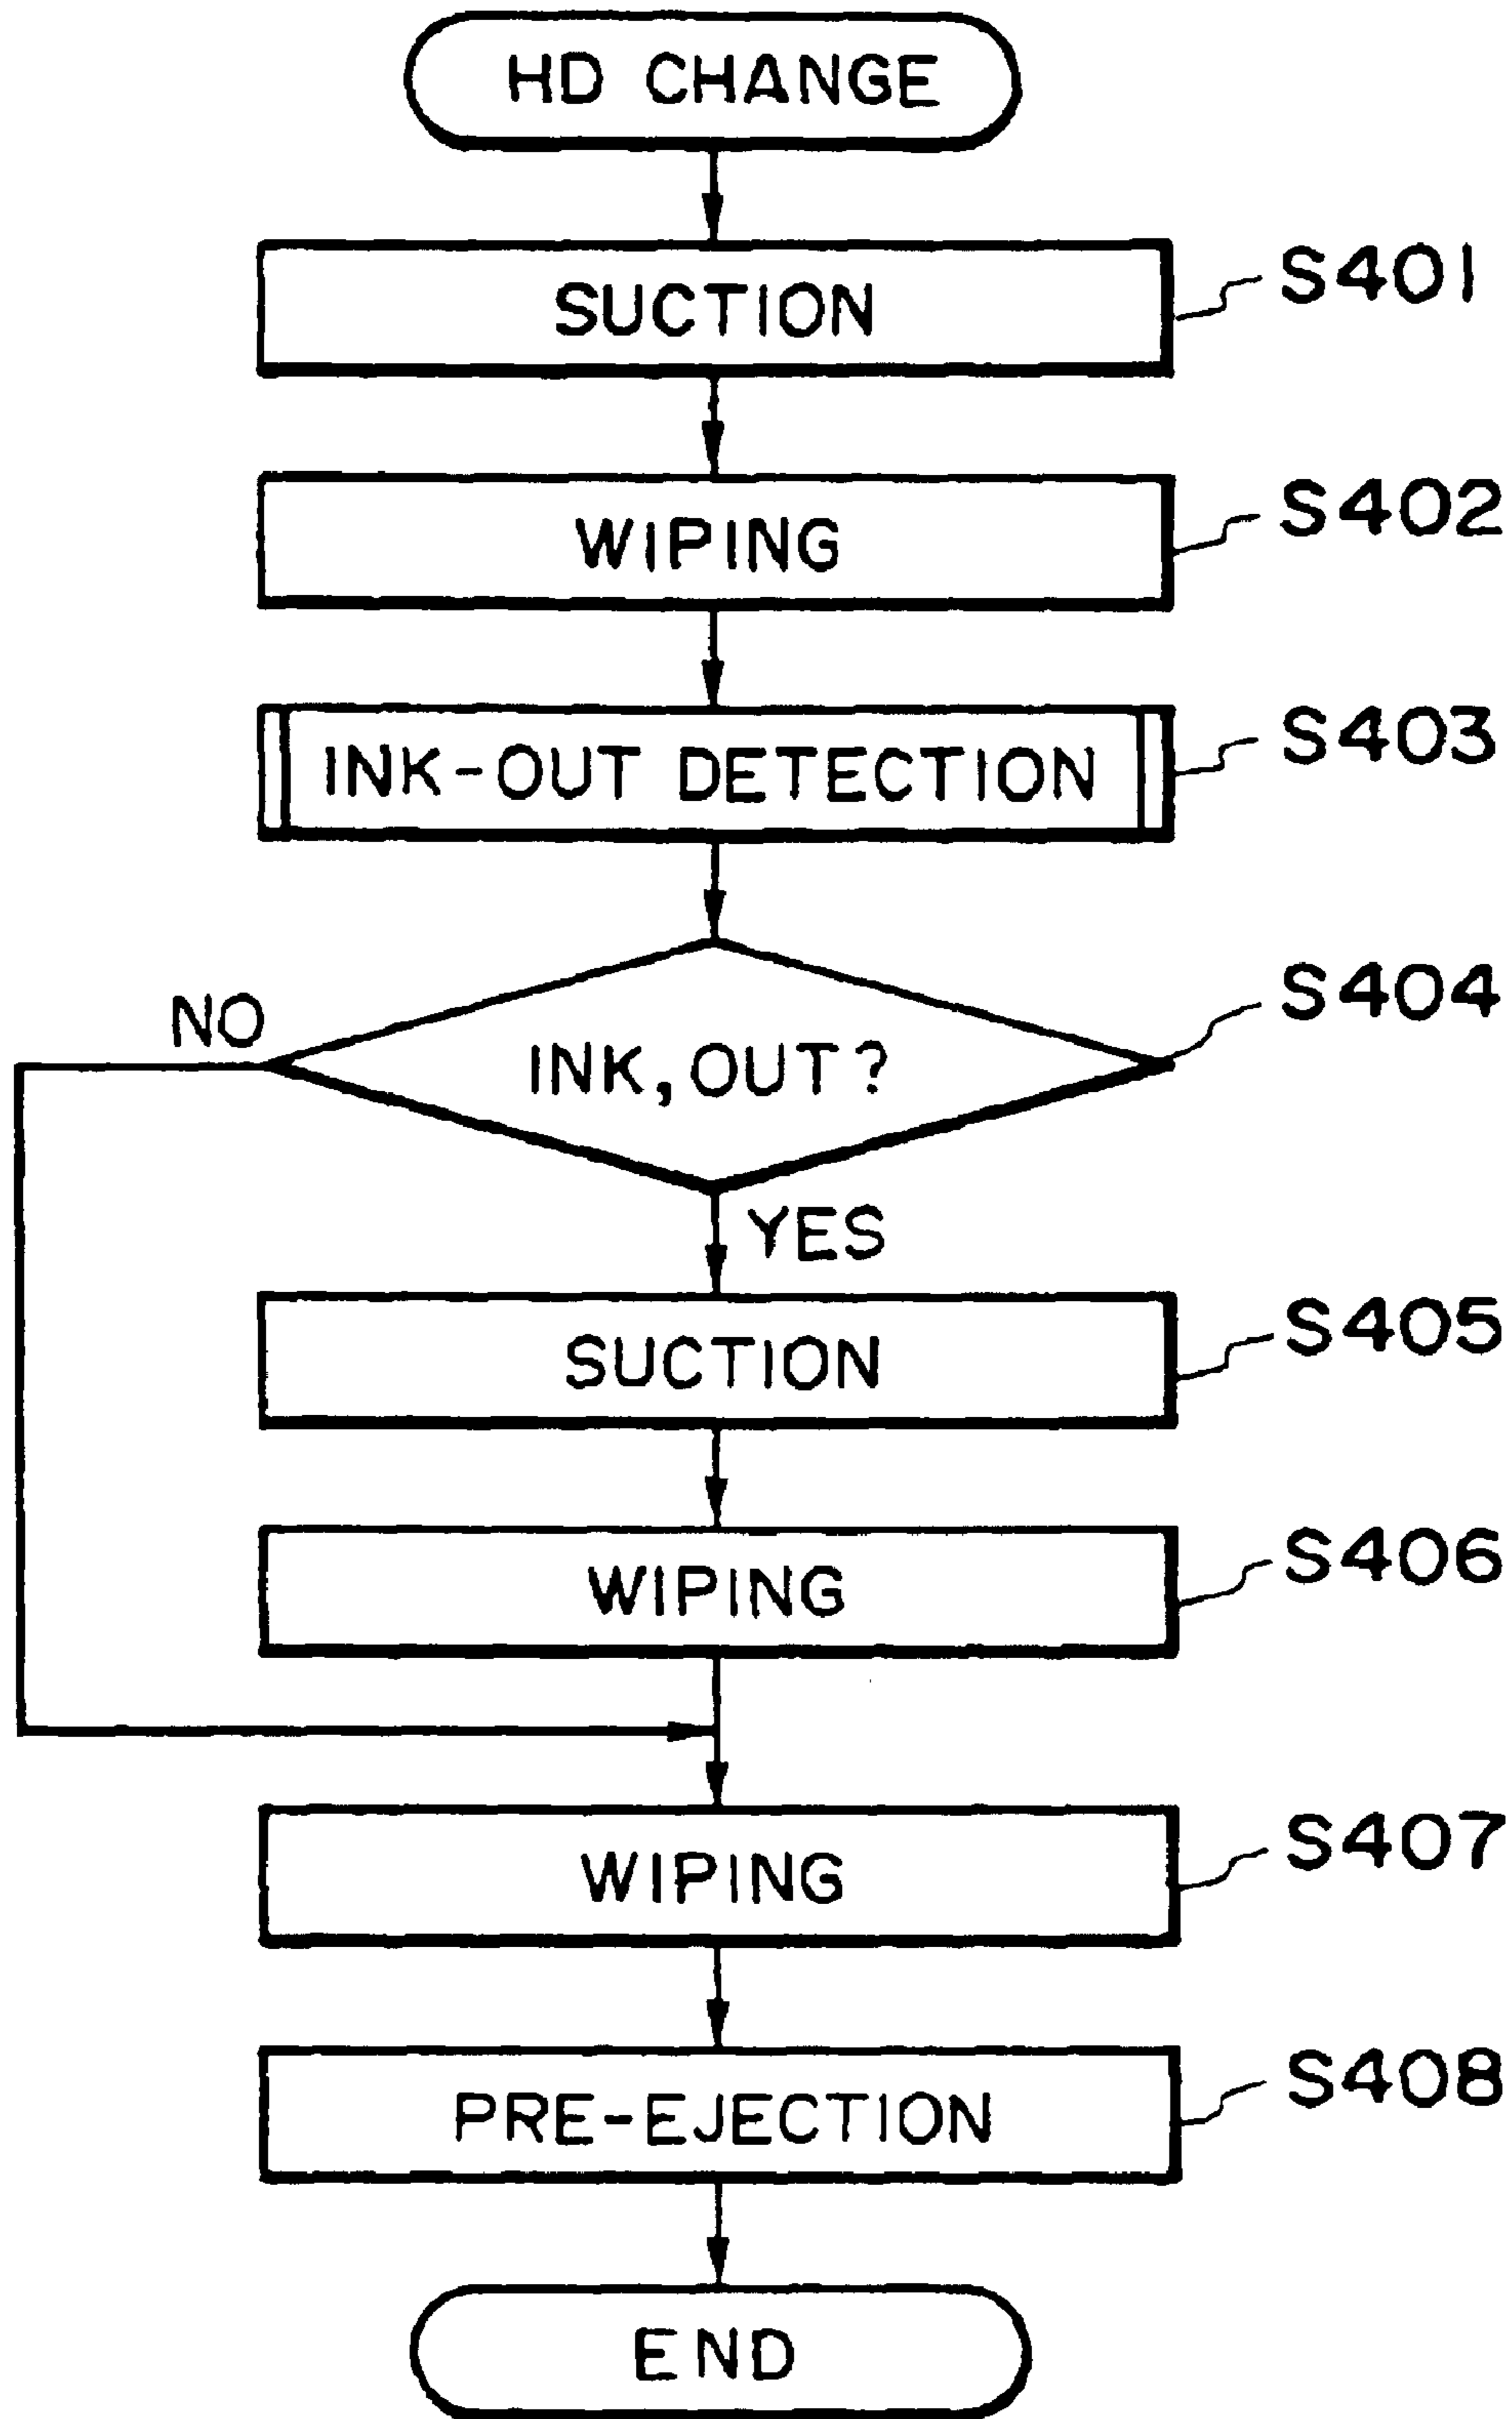 HD CHANGE
SUCTION
S401
WIPING
S402
INK-OUT DETECTION
S403
NO
INK,OUT?
S404
YES
SUCTION
S405
WIPING
S406
WIPING
S407
PRE-EJECTION
S408
END